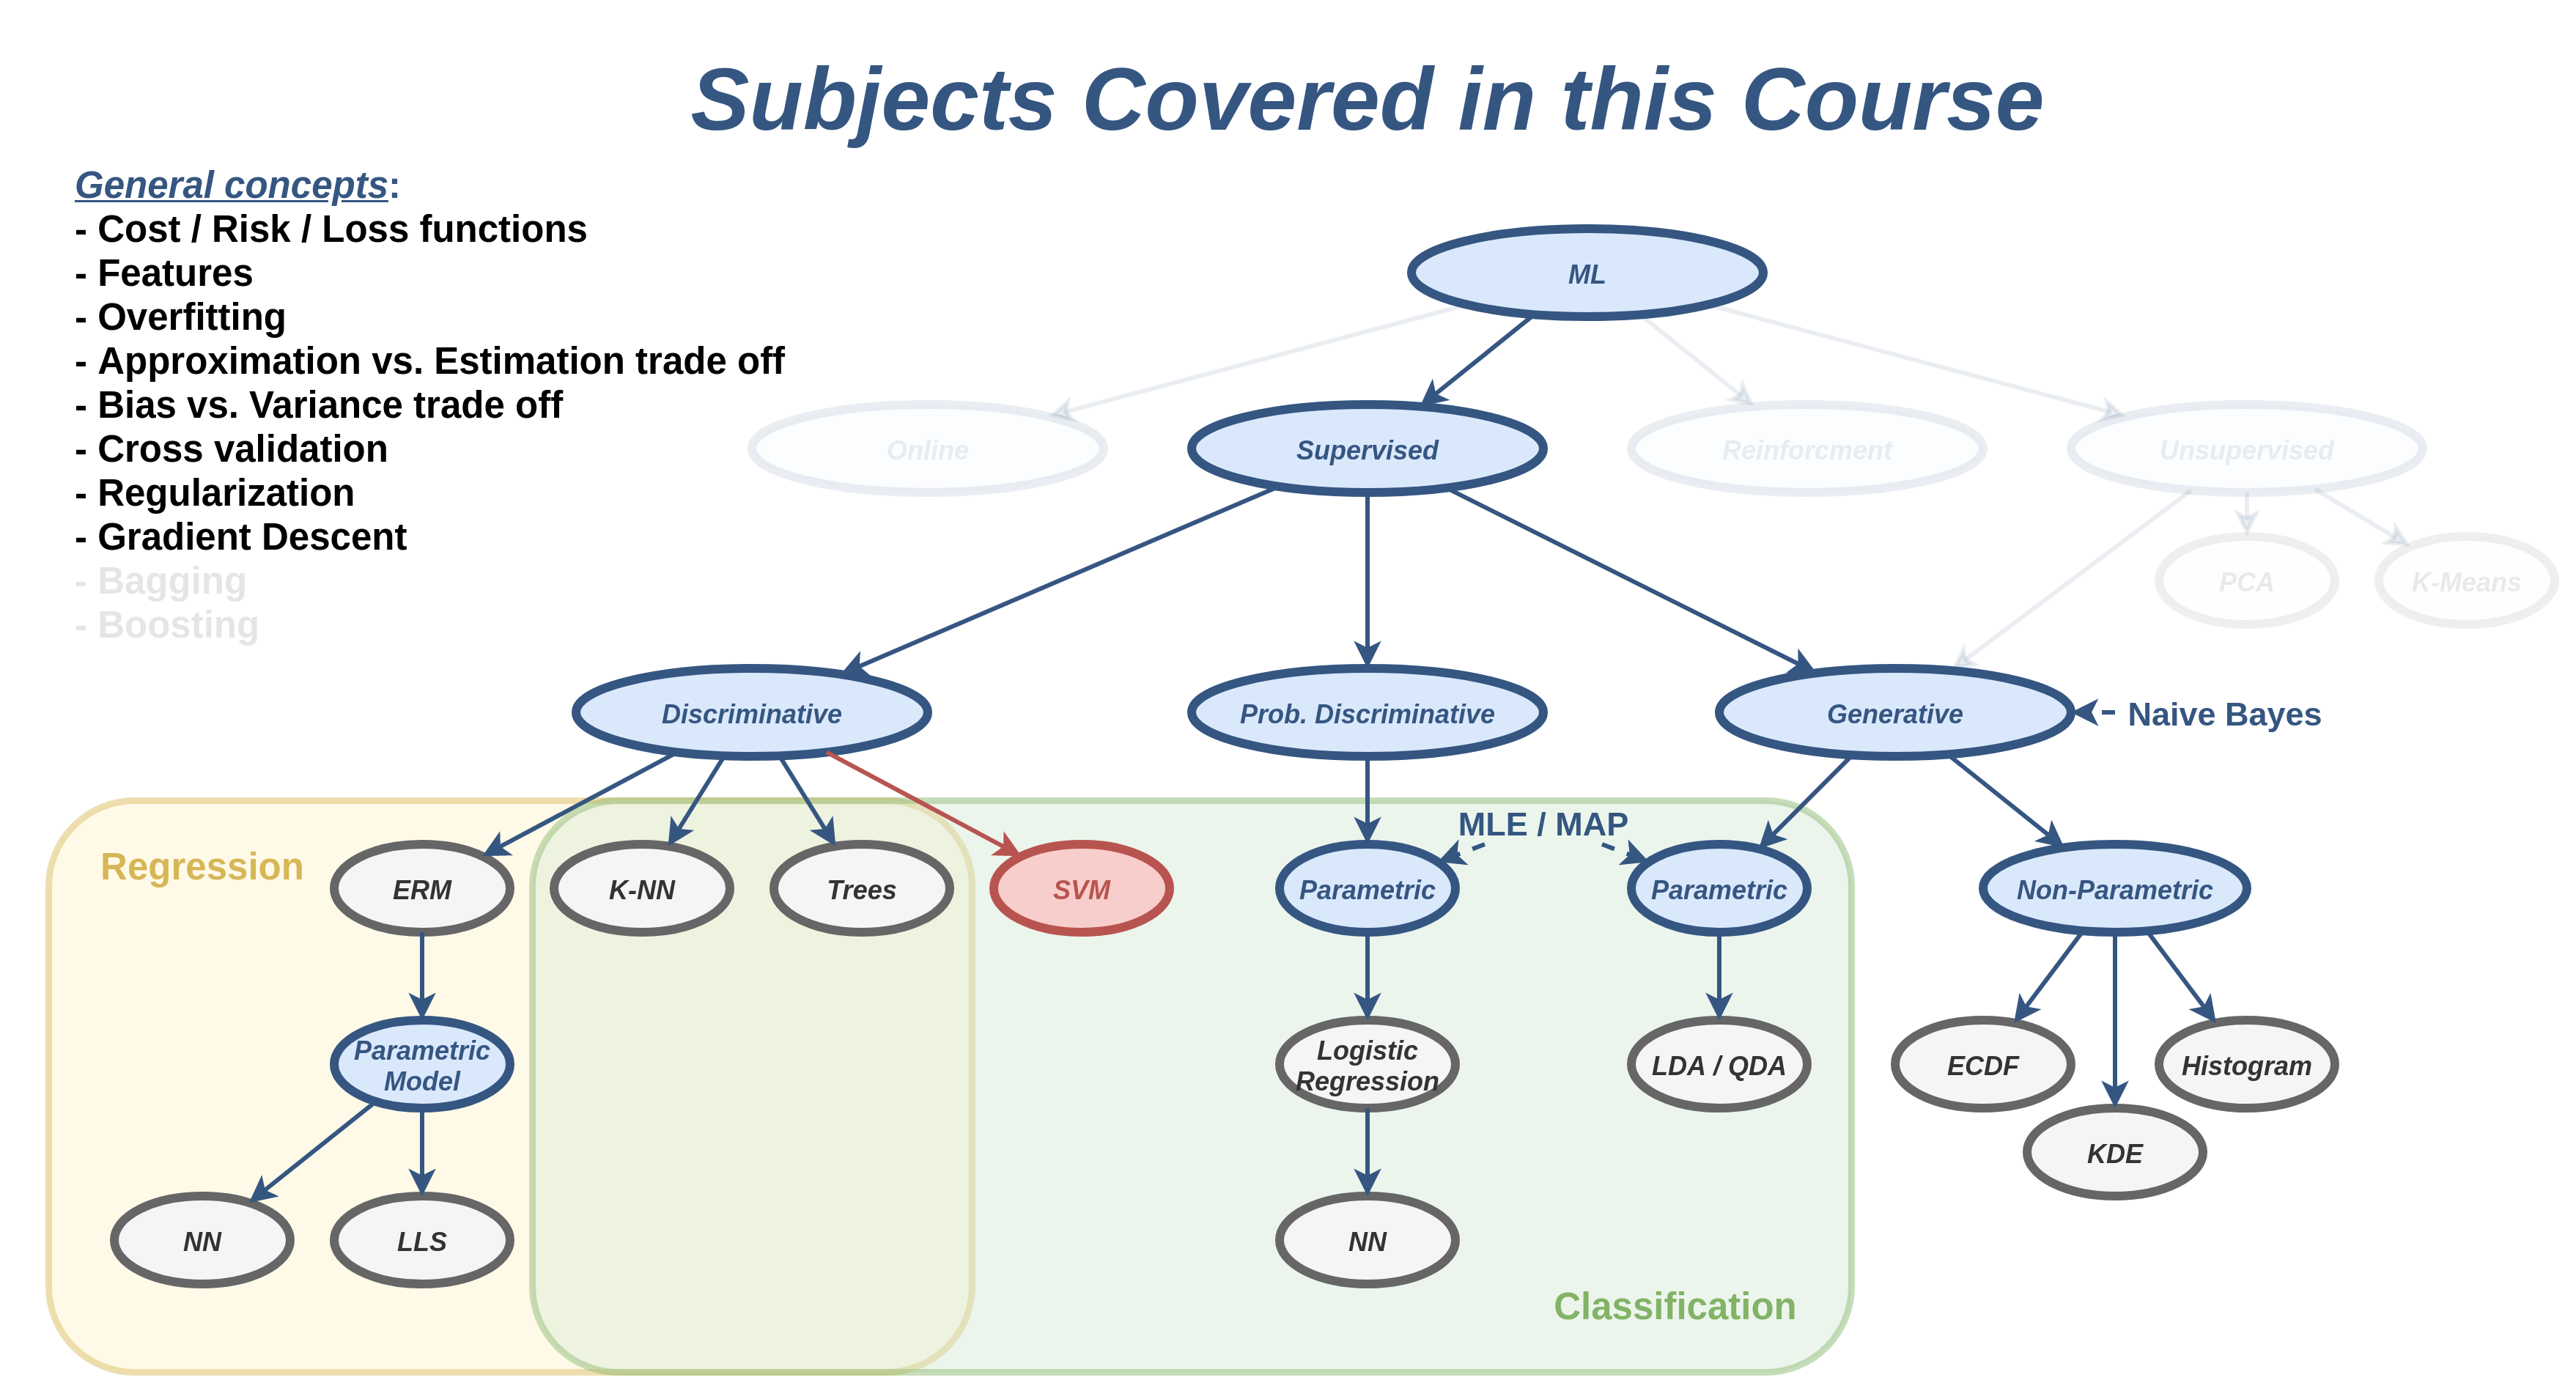 Subjects Covered in this Course
General concepts:
- Cost / Risk / Loss functions
- Features
- Overfitting
- Approximation vs. Estimation trade off
- Bias vs. Variance trade off
- Cross validation
- Regularization
- Gradient Descent
- Bagging
- Boosting
ML
Online
Supervised
Reinforcment
Unsupervised
PCA
K-Means
Discriminative
Prob. Discriminative
Generative
Naive Bayes
MLE / MAP
Regression
ERM
K-NN
Trees
SVM
Parametric
Parametric
Non-Parametric
Parametric
Model
Logistic
Regression
LDA / QDA
ECDF
Histogram
KDE
NN
LLS
NN
Classification